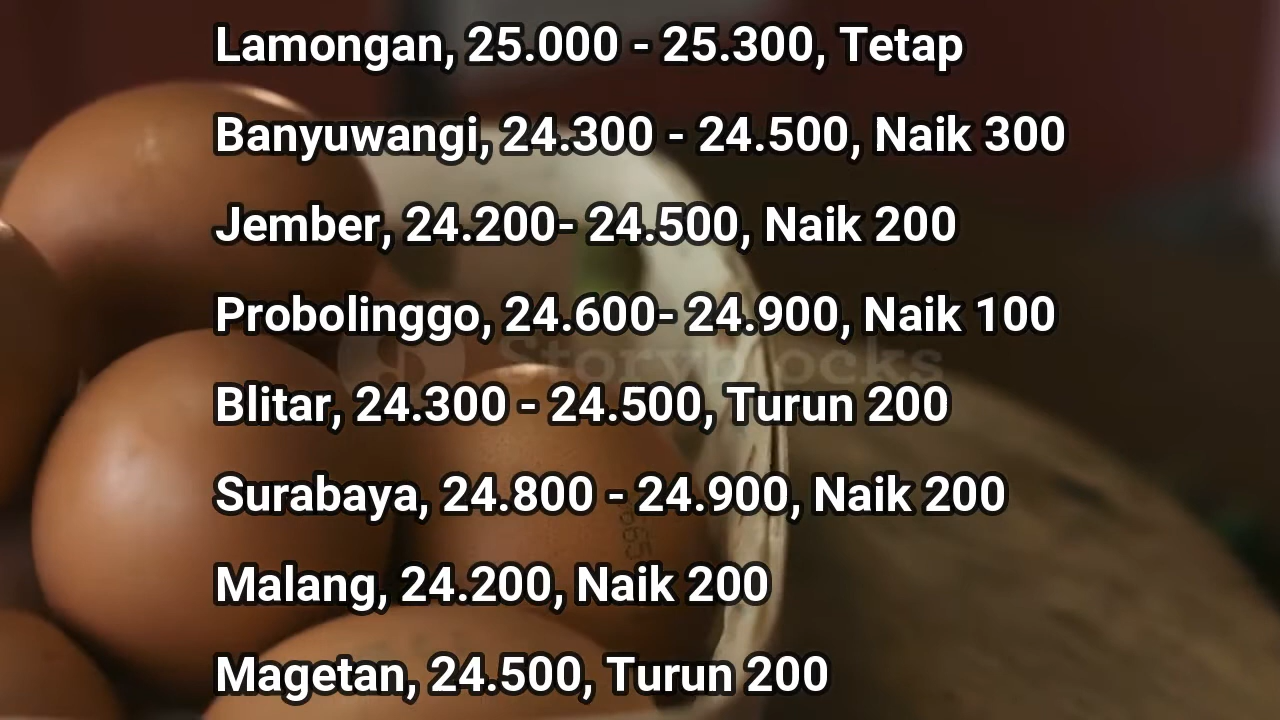 Lamongan, 25.000 - 25.300, Tetap
Banyuwangi, 24.300 - 24.500, Naik 300
Jember, 24.200- 24.500, Naik 200
Probolinggo, 24.600- 24.900, Naik 100
Storyblocks
Blitar, 24.300 - 24.500, Turun 200
Surabaya, 24.800 - 24.900, Naik 200
Malang, 24.200, Naik 200
Magetan, 24.500, Turun 200